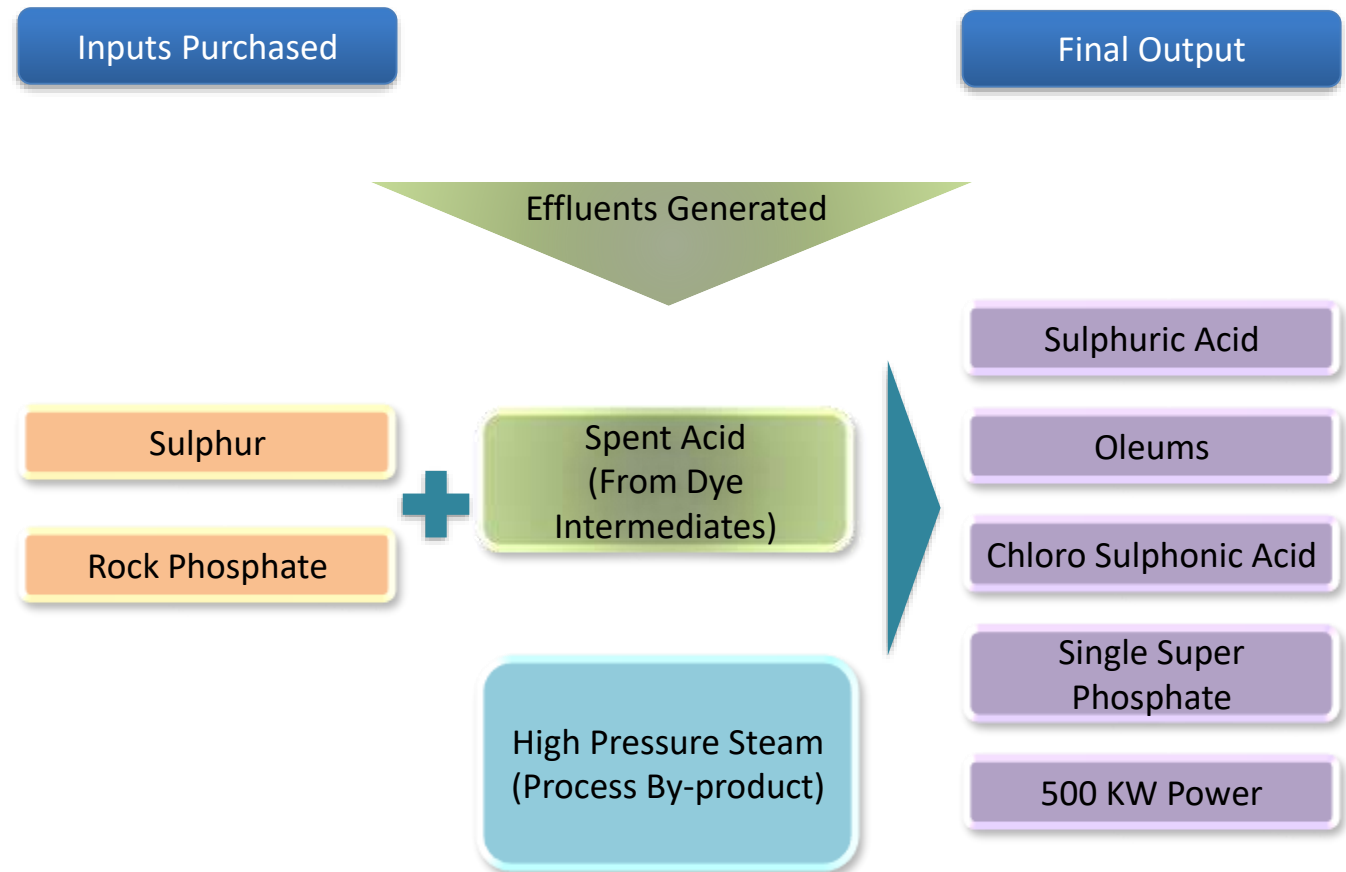 Inputs Purchased
Final Output
Effluents Generated
Sulphur
Rock Phosphate
Spent Acid
(From Dye
Intermediates)
High Pressure Steam
(Process By-product)
Sulphuric Acid
Oleums
Chloro Sulphonic Acid
Single Super
Phosphate
500 KW Power